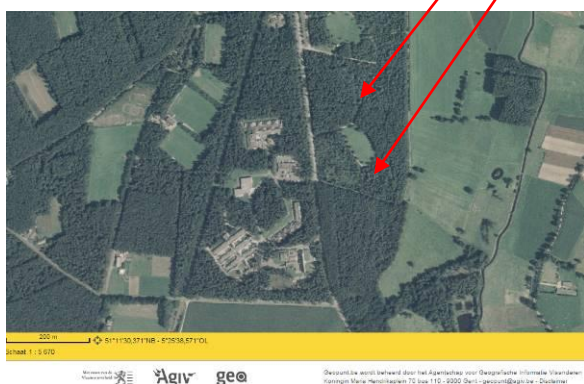 200 m
51°11'30,371"NB - 5°25'38,571"OL
Schaal: 1 : 5 670
AGIV
geo
Geopunt.be wordt beheerd door het Agentschap voor Geografische Informatie Vlaanderen
Koningin Maria Hendrikaplein 70 bus 110 - 9000 Gent - geopunt@agiv.be - Disclaimer